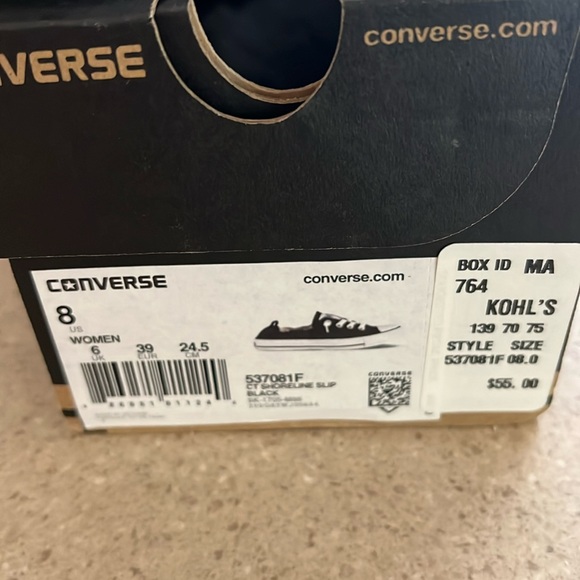 VERSE
converse.com
CONVERSE
converse.com
8
US
WOMEN
6 39 24.5
UK EUR CM
537081F
CT SHORELINE SLIP
BLACK
CONVERSE
BOX ID MA
764
KOHL'S
139 70 75
STYLE SIZE
537081F 08.0
$55.00